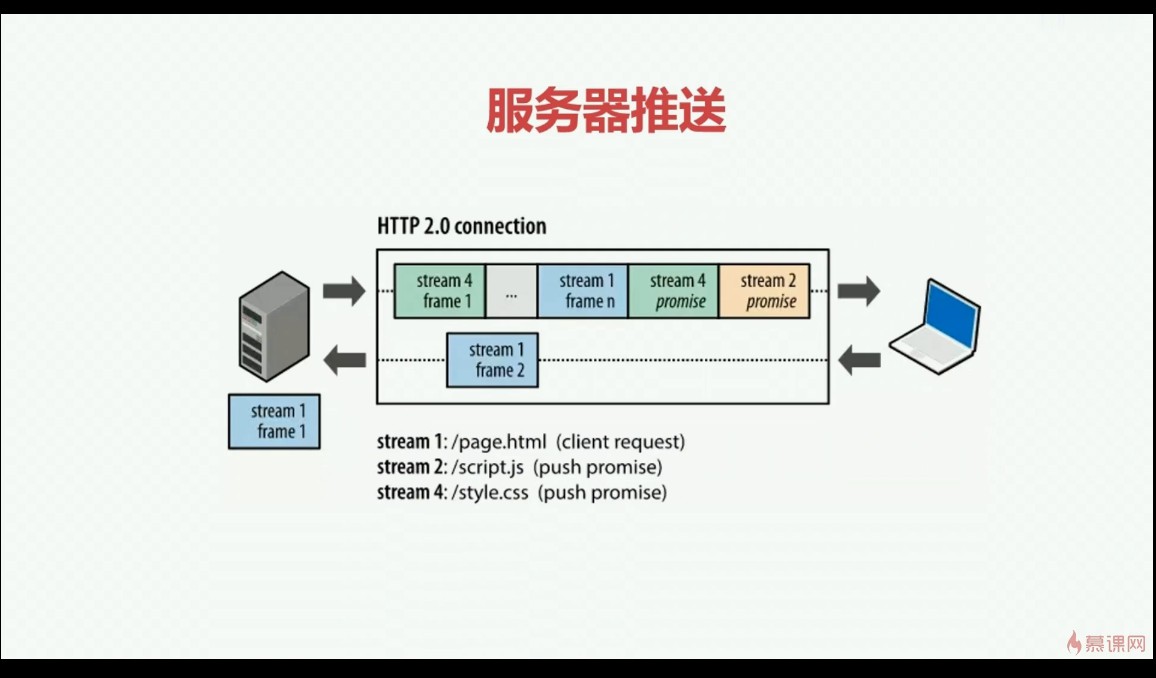 服务器推送
HTTP 2.0 connection
stream 4
frame 1
...
stream 1
frame n
stream 4
promise
stream 2
promise
stream 1
frame 2
stream 1
frame 1
stream 1: /page.html (client request)
stream 2: /script.js (push promise)
stream 4: /style.css (push promise)
慕课网